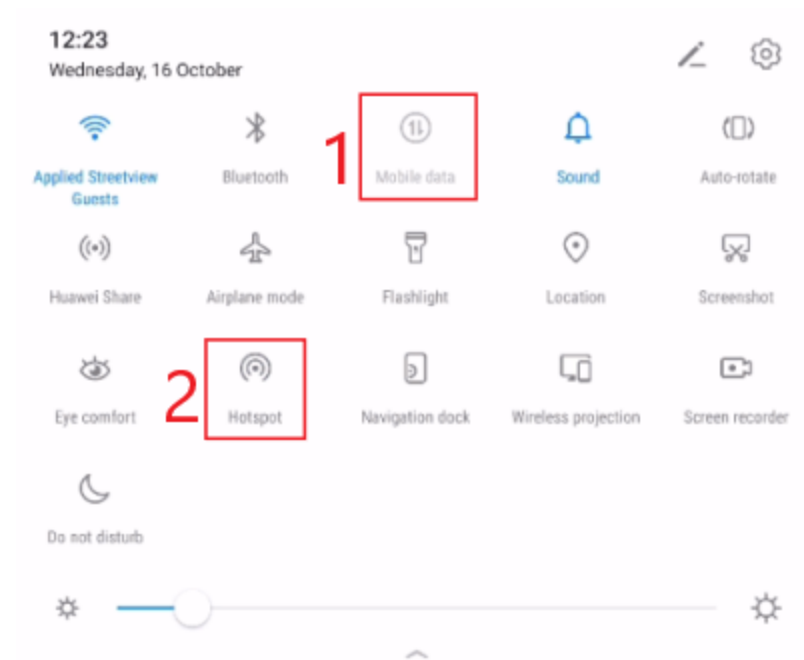 12:23
Wednesday, 16 October
1
Applied Streetview
Guests
Bluetooth
Mobile data
Sound
Auto-rotate
Huawei Share
Airplane mode
Flashlight
Location
Screenshot
2
Eye comfort
Hotspot
Navigation dock
Wireless projection
Screen recorder
Do not disturb